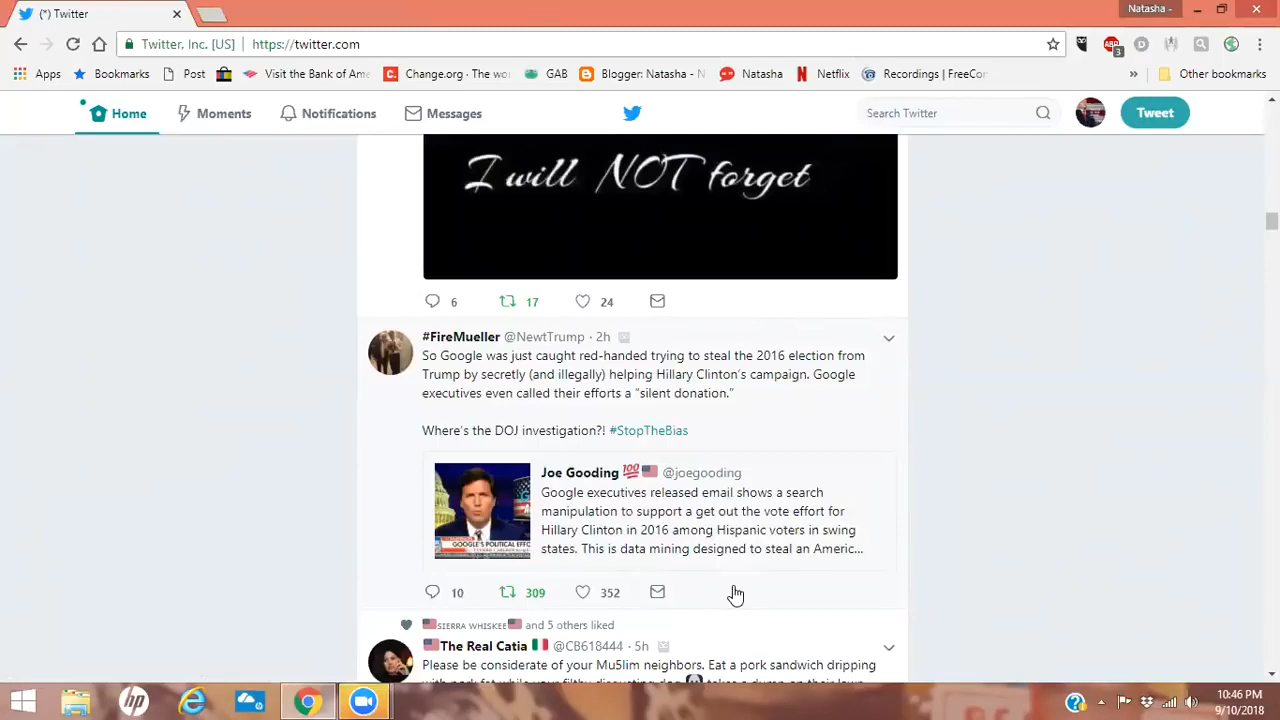 (*) Twitter
Natasha -
Twitter, Inc. [US] https://twitter.com
3
Apps Bookmarks Post Visit the Bank of Am Change.org - The wo GAB Blogger: Natasha - N Natasha Netflix Recordings | FreeCor » Other bookmarks
Home Moments Notifications Messages Search Twitter Tweet
I will NOT forget
6 17 24
#FireMueller @NewtTrump · 2h
So Google was just caught red-handed trying to steal the 2016 election from
Trump by secretly (and illegally) helping Hillary Clinton's campaign. Google
executives even called their efforts a "silent donation."
Where's the DOJ investigation?! #StopTheBias
Joe Gooding 💯🇺🇸 @joegooding
Google executives released email shows a search
manipulation to support a get out the vote effort for
Hillary Clinton in 2016 among Hispanic voters in swing
states. This is data mining designed to steal an Americ...
GOOGLE'S POLITICAL EFFO
10 309 352
🇺🇸SIERRA WHISKEE🇺🇸 and 5 others liked
🇺🇸The Real Catia 🇮🇹 @CB618444 · 5h
Please be considerate of your Mu5lim neighbors. Eat a pork sandwich dripping
hp
10:46 PM
9/10/2018